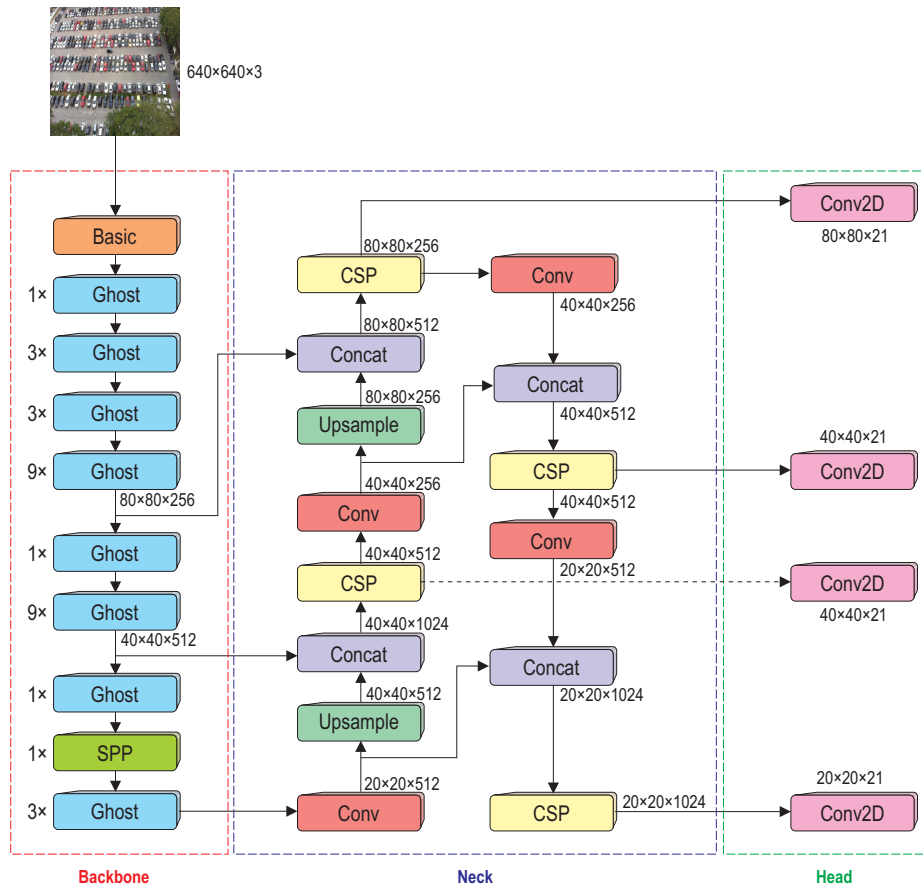 640×640×3
Basic
1× Ghost
3× Ghost
3× Ghost
9× Ghost
80×80×256
1× Ghost
9× Ghost
40×40×512
1× Ghost
1× SPP
3× Ghost
Backbone
80×80×256
CSP
80×80×512
Concat
80×80×256
Upsample
40×40×256
Conv
40×40×512
CSP
40×40×1024
Concat
40×40×512
Upsample
20×20×512
Conv
Conv
40×40×256
Concat
40×40×512
CSP
40×40×512
Conv
20×20×512
Concat
20×20×1024
CSP
20×20×1024
Neck
Conv2D
80×80×21
40×40×21
Conv2D
Conv2D
40×40×21
20×20×21
Conv2D
Head